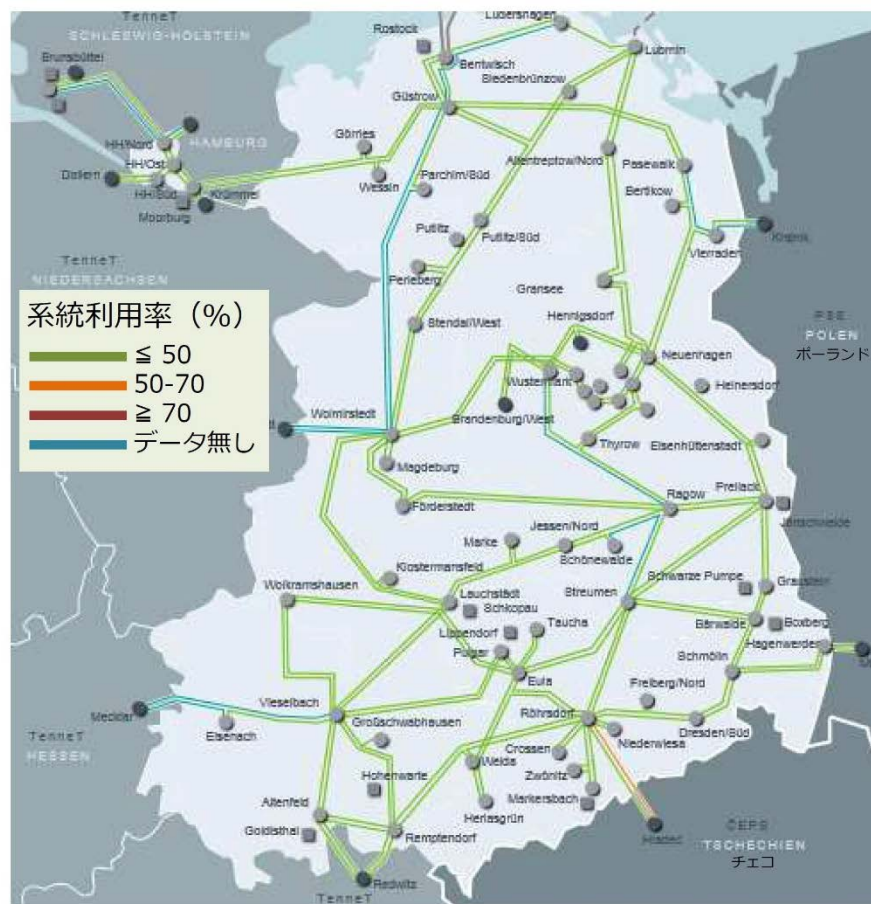 TenneT
SCHLESWIG-HOLSTEIN
Rostock
Lüdershagen
Lubmin
Brunsbüttel
Bentwisch
Siedenbrünzow
Güstrow
HH/Nord
HAMBURG
Görries
HH/Ost
Altentreptow/Nord
Pasewalk
Dollern
HH/Süd
Krümmel
Wessin
Parchim/Süd
Bertikow
Moorburg
Putlitz
Putlitz/Süd
Vierraden
Krajnik
TenneT
NIEDERSACHSEN
Perleberg
Gransee
系統利用率（%）
≦ 50
50-70
≧ 70
データ無し
Stendal/West
Hennigsdorf
PSE
POLEN
ポーランド
Neuenhagen
Wustermark
Heinersdorf
Wolmirstedt
Brandenburg/West
Thyrow
Eisenhüttenstadt
Magdeburg
Ragow
Preilack
Förderstedt
Jänschwalde
Jessen/Nord
Marke
Schönewalde
Klostermansfeld
Wolkramshausen
Lauchstädt
Streumen
Schwarze Pumpe
Graustein
Schkopau
Taucha
Bärwalde
Boxberg
Lippendorf
Hagenwerder
Pulgar
Schmölln
Eula
Vieselbach
Freiberg/Nord
Mecklar
Großschwabhausen
Röhrsdorf
Eisenach
Niederwiesa
Dresden/Süd
TenneT
HESSEN
Crossen
Weida
Hohenwarte
Zwönitz
Altenfeld
Herlasgrün
Markersbach
Goldisthal
Remptendorf
Hradec
ČEPS
TSCHECHIEN
チェコ
Redwitz
TenneT